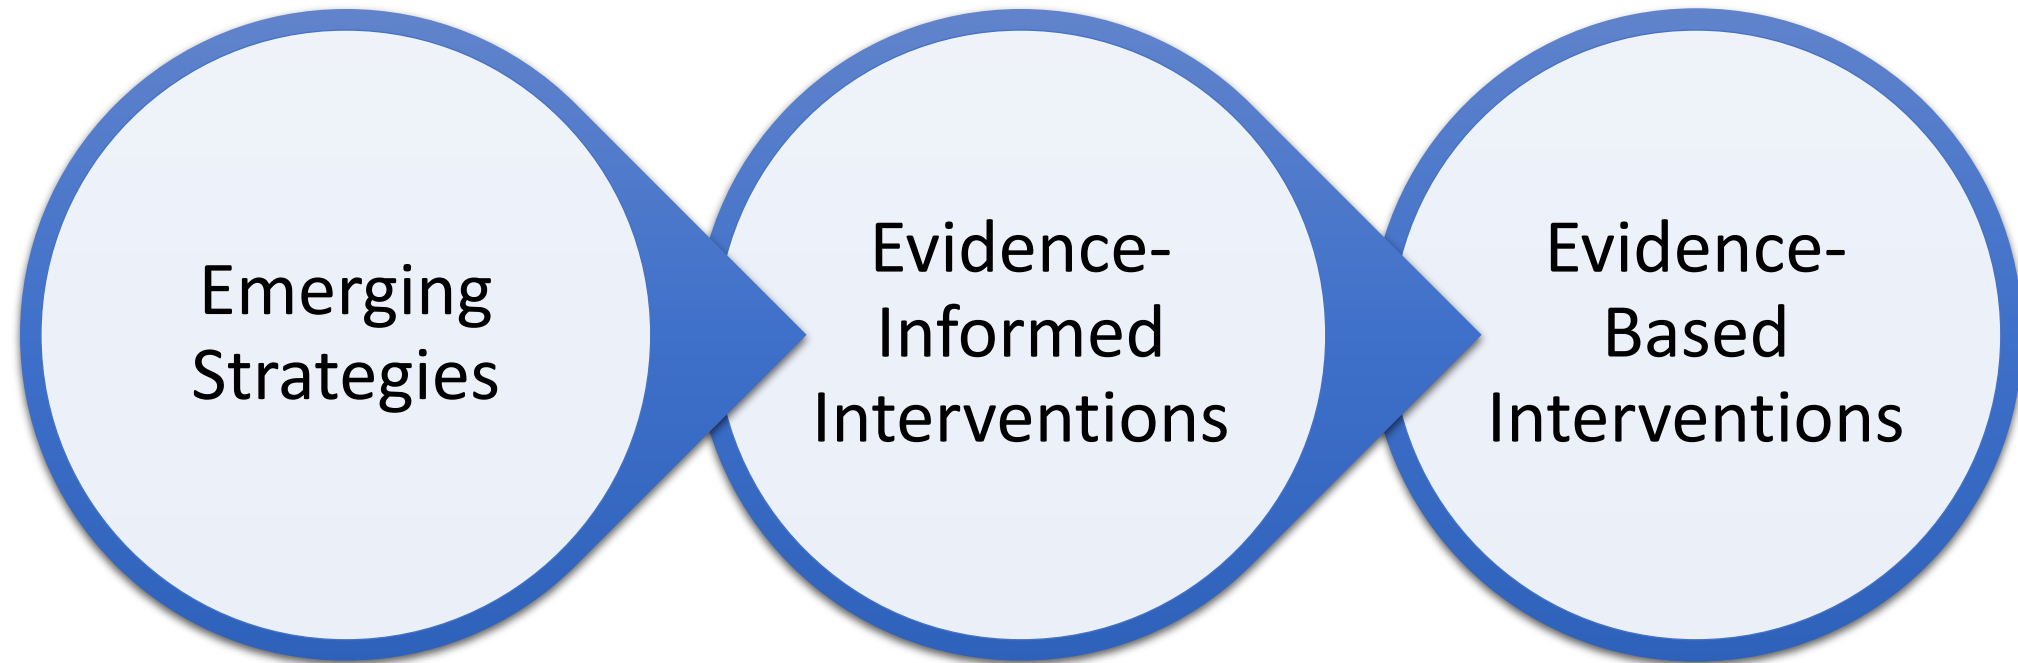 Emerging
Strategies
Evidence-
Informed
Interventions
Evidence-
Based
Interventions